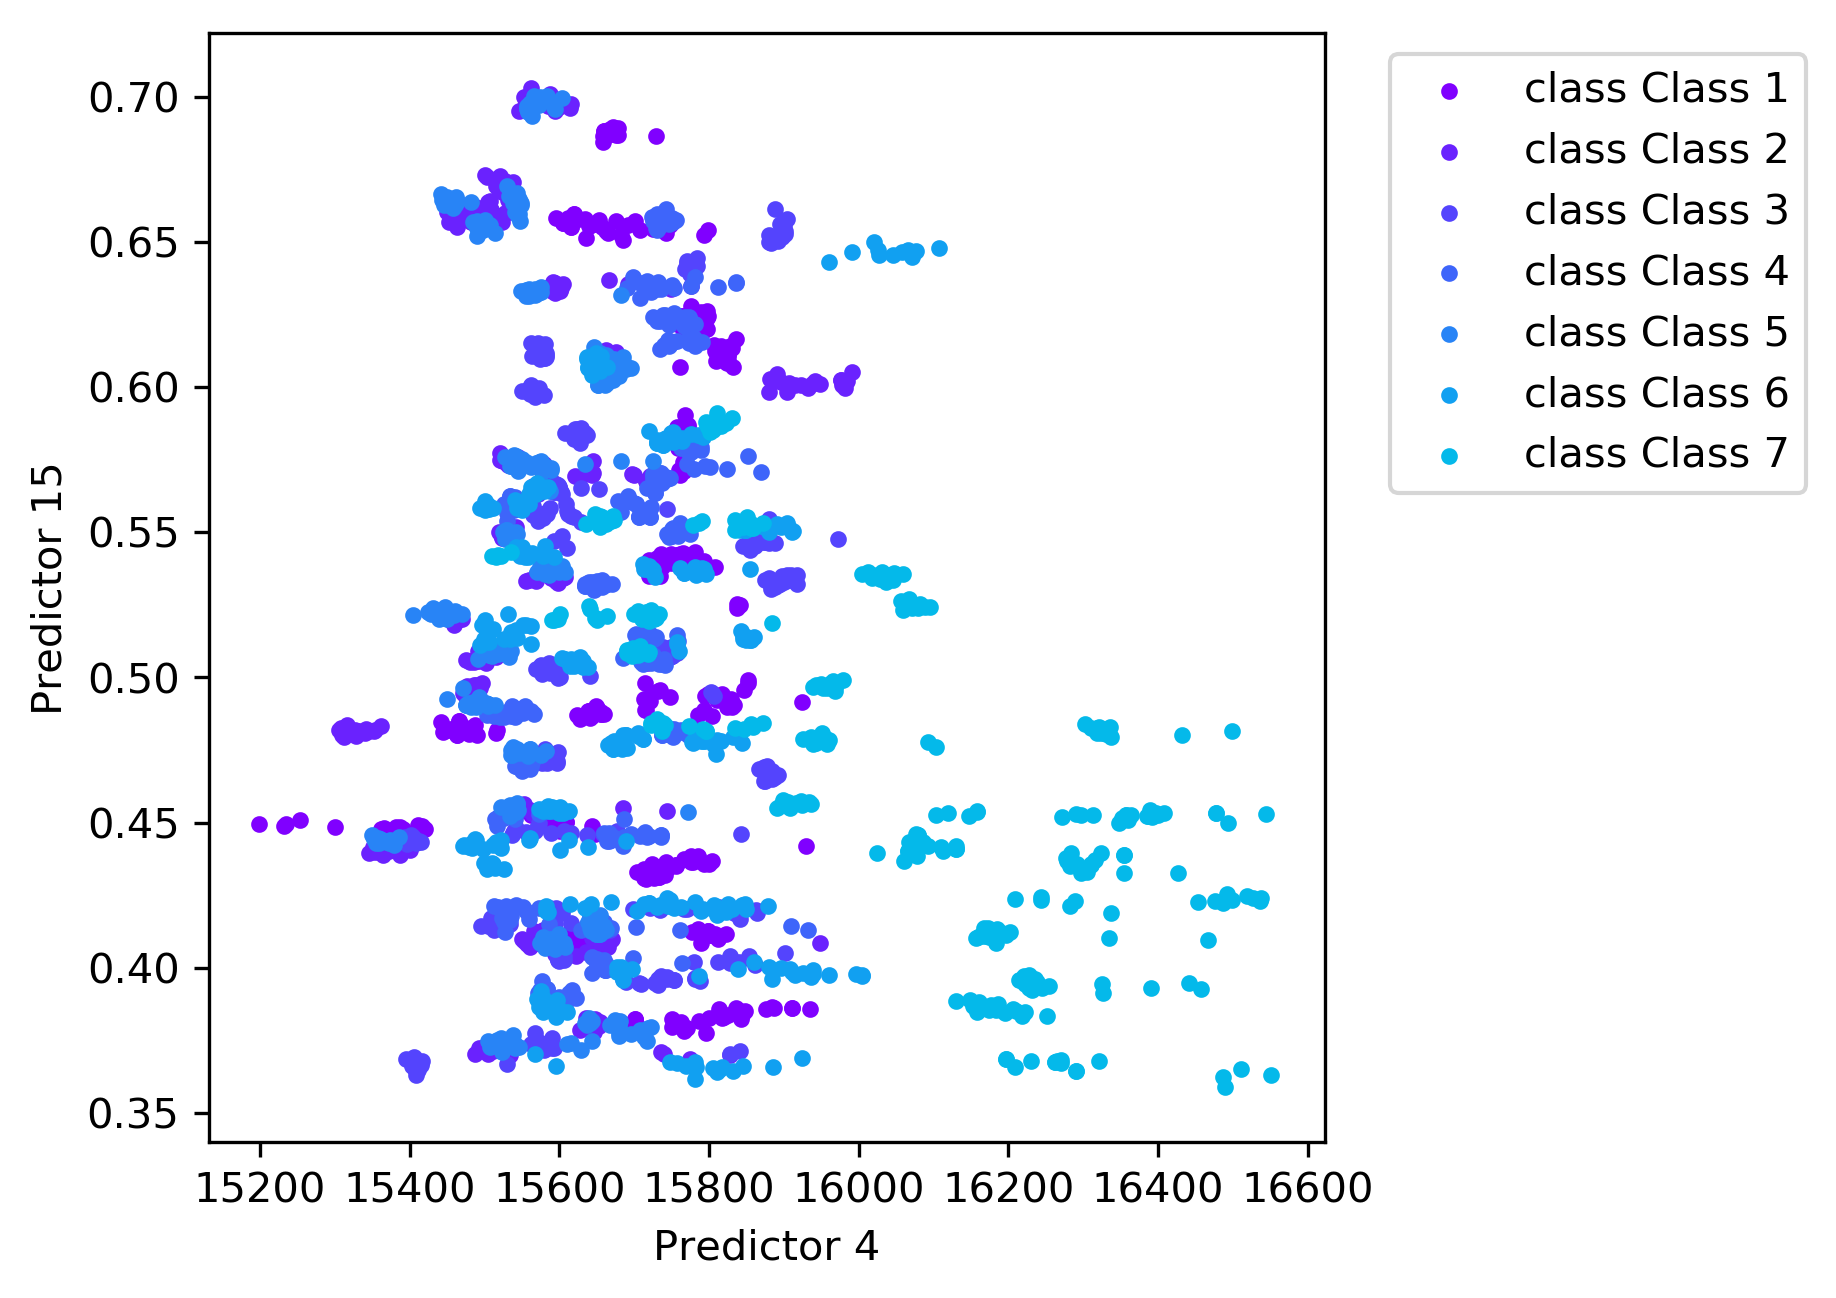 0.70
0.65
0.60
0.55
0.50
0.45
0.40
0.35
Predictor 15
15200 15400 15600 15800 16000 16200 16400 16600
Predictor 4
class Class 1
class Class 2
class Class 3
class Class 4
class Class 5
class Class 6
class Class 7